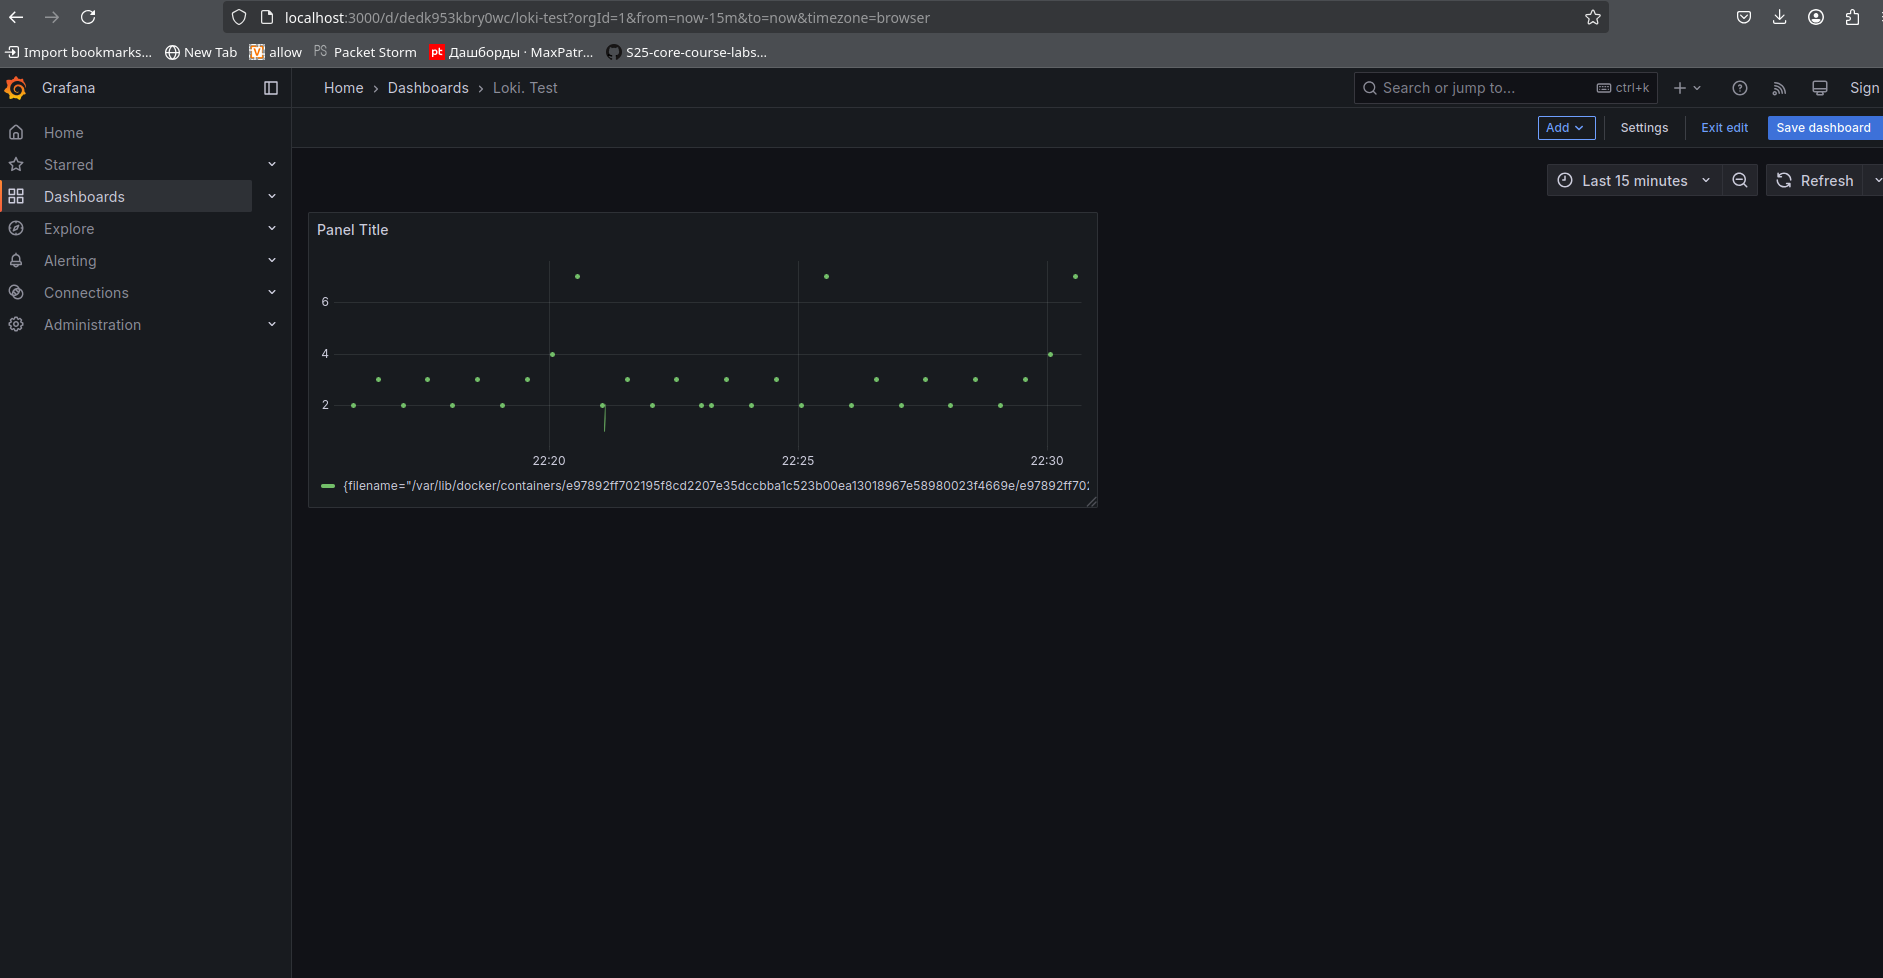 localhost:3000/d/dedk953kbry0wc/loki-test?orgId=1&from=now-15m&to=now&timezone=browser
Import bookmarks... New Tab allow PS Packet Storm pt Дашборды · MaxPatr... S25-core-course-labs...
Grafana Home › Dashboards › Loki. Test Search or jump to... ctrl+k Sign
Add Settings Exit edit Save dashboard
Home
Starred
Dashboards
Explore
Alerting
Connections
Administration
Last 15 minutes Refresh
Panel Title
6
4
2
22:20 22:25 22:30
{filename="/var/lib/docker/containers/e97892ff702195f8cd2207e35dccbba1c523b00ea13018967e58980023f4669e/e97892ff702